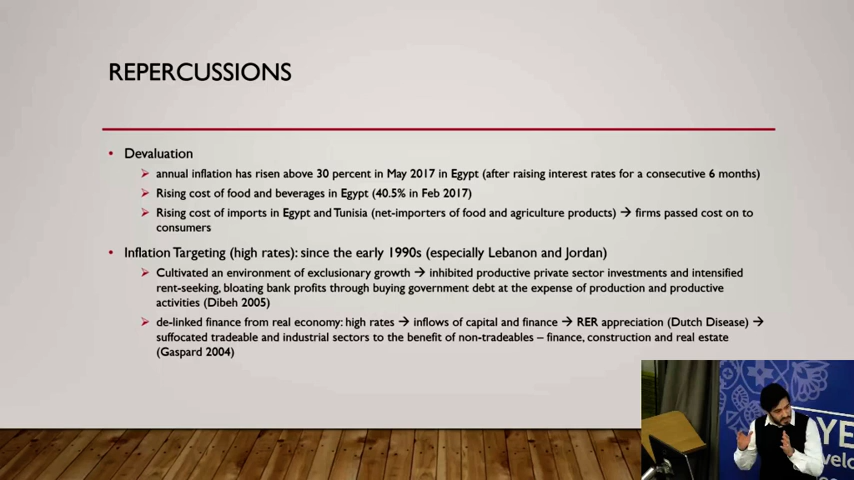 REPERCUSSIONS
• Devaluation
➢ annual inflation has risen above 30 percent in May 2017 in Egypt (after raising interest rates for a consecutive 6 months)
➢ Rising cost of food and beverages in Egypt (40.5% in Feb 2017)
➢ Rising cost of imports in Egypt and Tunisia (net-importers of food and agriculture products) → firms passed cost on to
consumers
• Inflation Targeting (high rates): since the early 1990s (especially Lebanon and Jordan)
➢ Cultivated an environment of exclusionary growth → inhibited productive private sector investments and intensified
rent-seeking, bloating bank profits through buying government debt at the expense of production and productive
activities (Dibeh 2005)
➢ de-linked finance from real economy: high rates → inflows of capital and finance → RER appreciation (Dutch Disease) →
suffocated tradeable and industrial sectors to the benefit of non-tradeables – finance, construction and real estate
(Gaspard 2004)
YE
velo